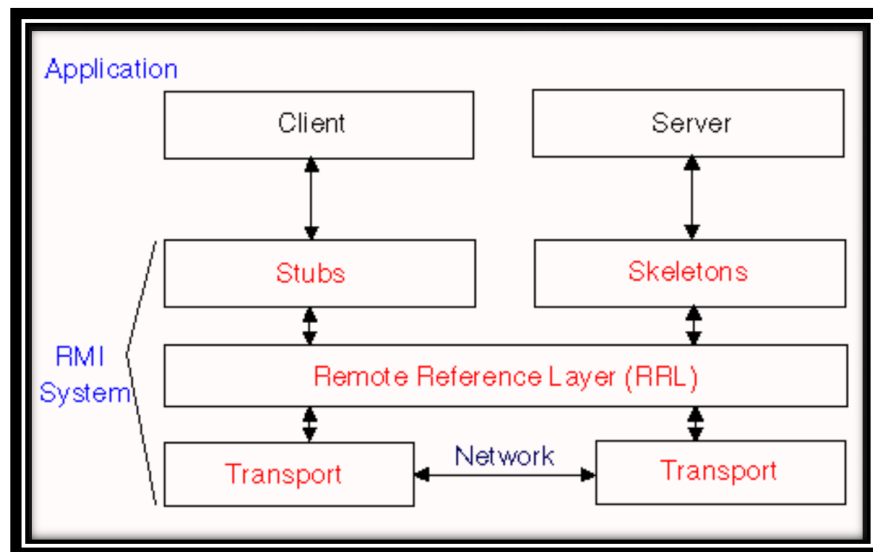 Application
Client
Server
Stubs
Skeletons
RMI
System
Remote Reference Layer (RRL)
Transport
Network
Transport